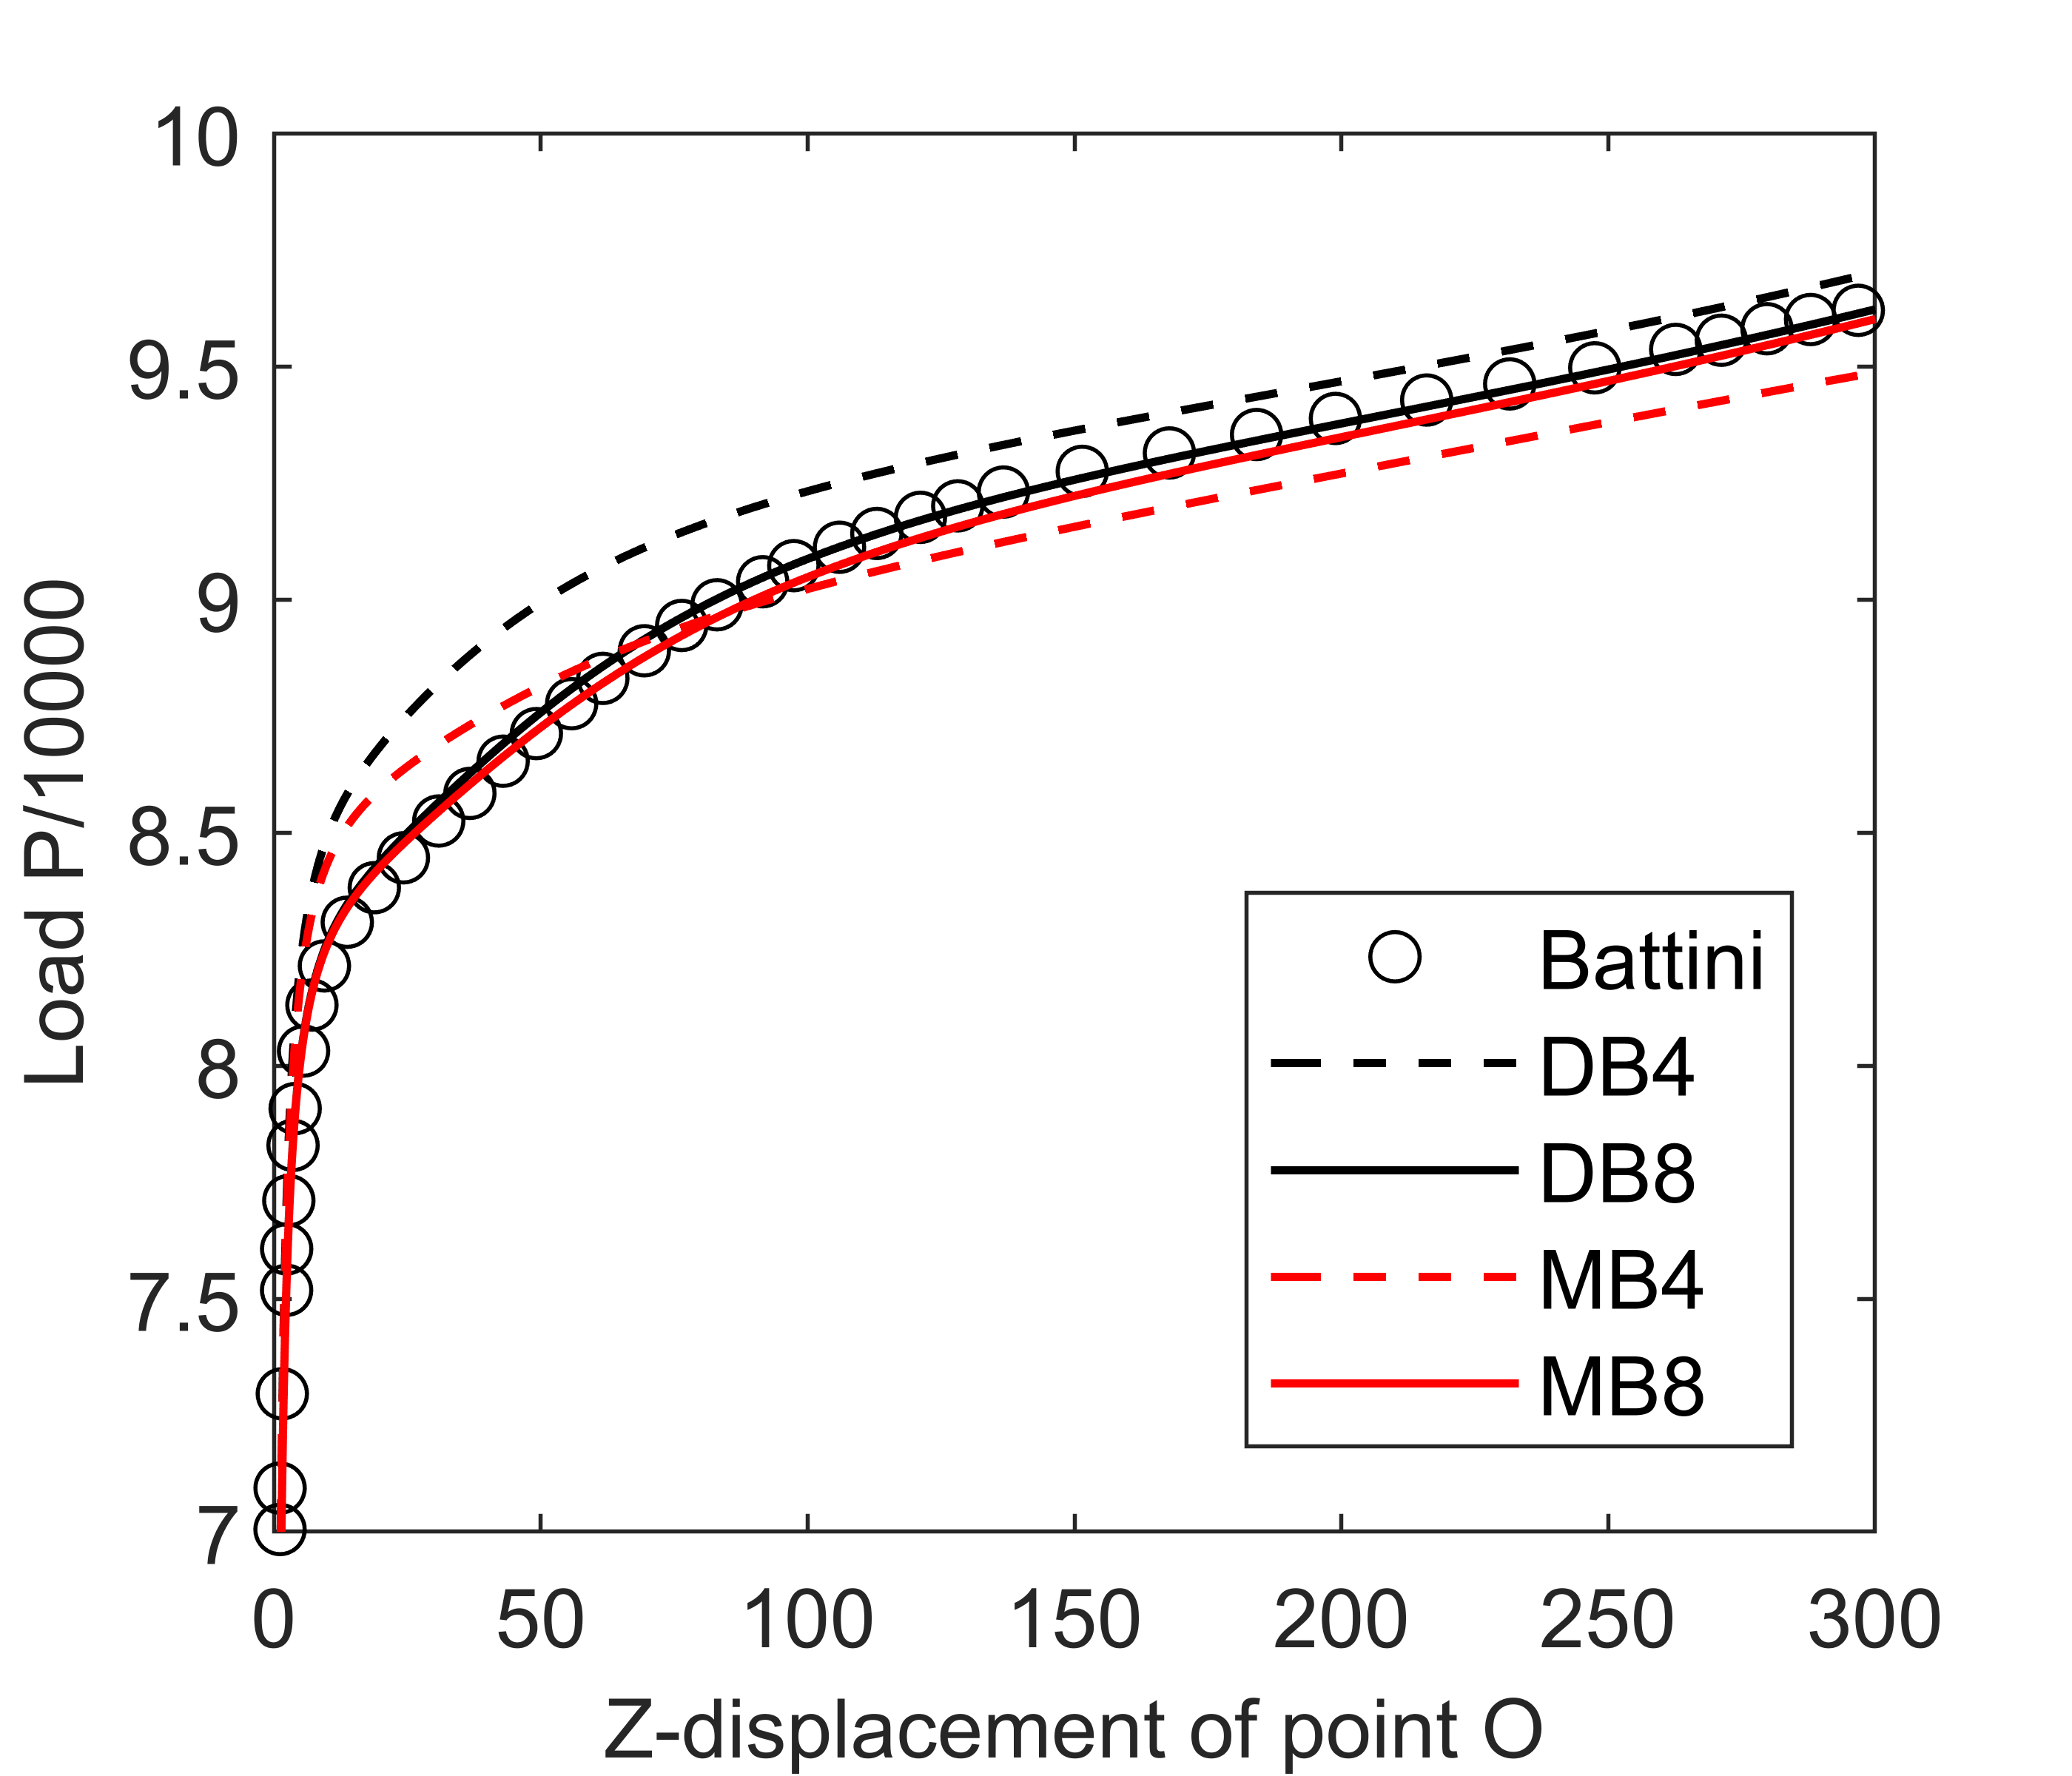 10
9.5
9
8.5
8
7.5
7
Load P/10000
0 50 100 150 200 250 300
Z-displacement of point O
Battini
DB4
DB8
MB4
MB8